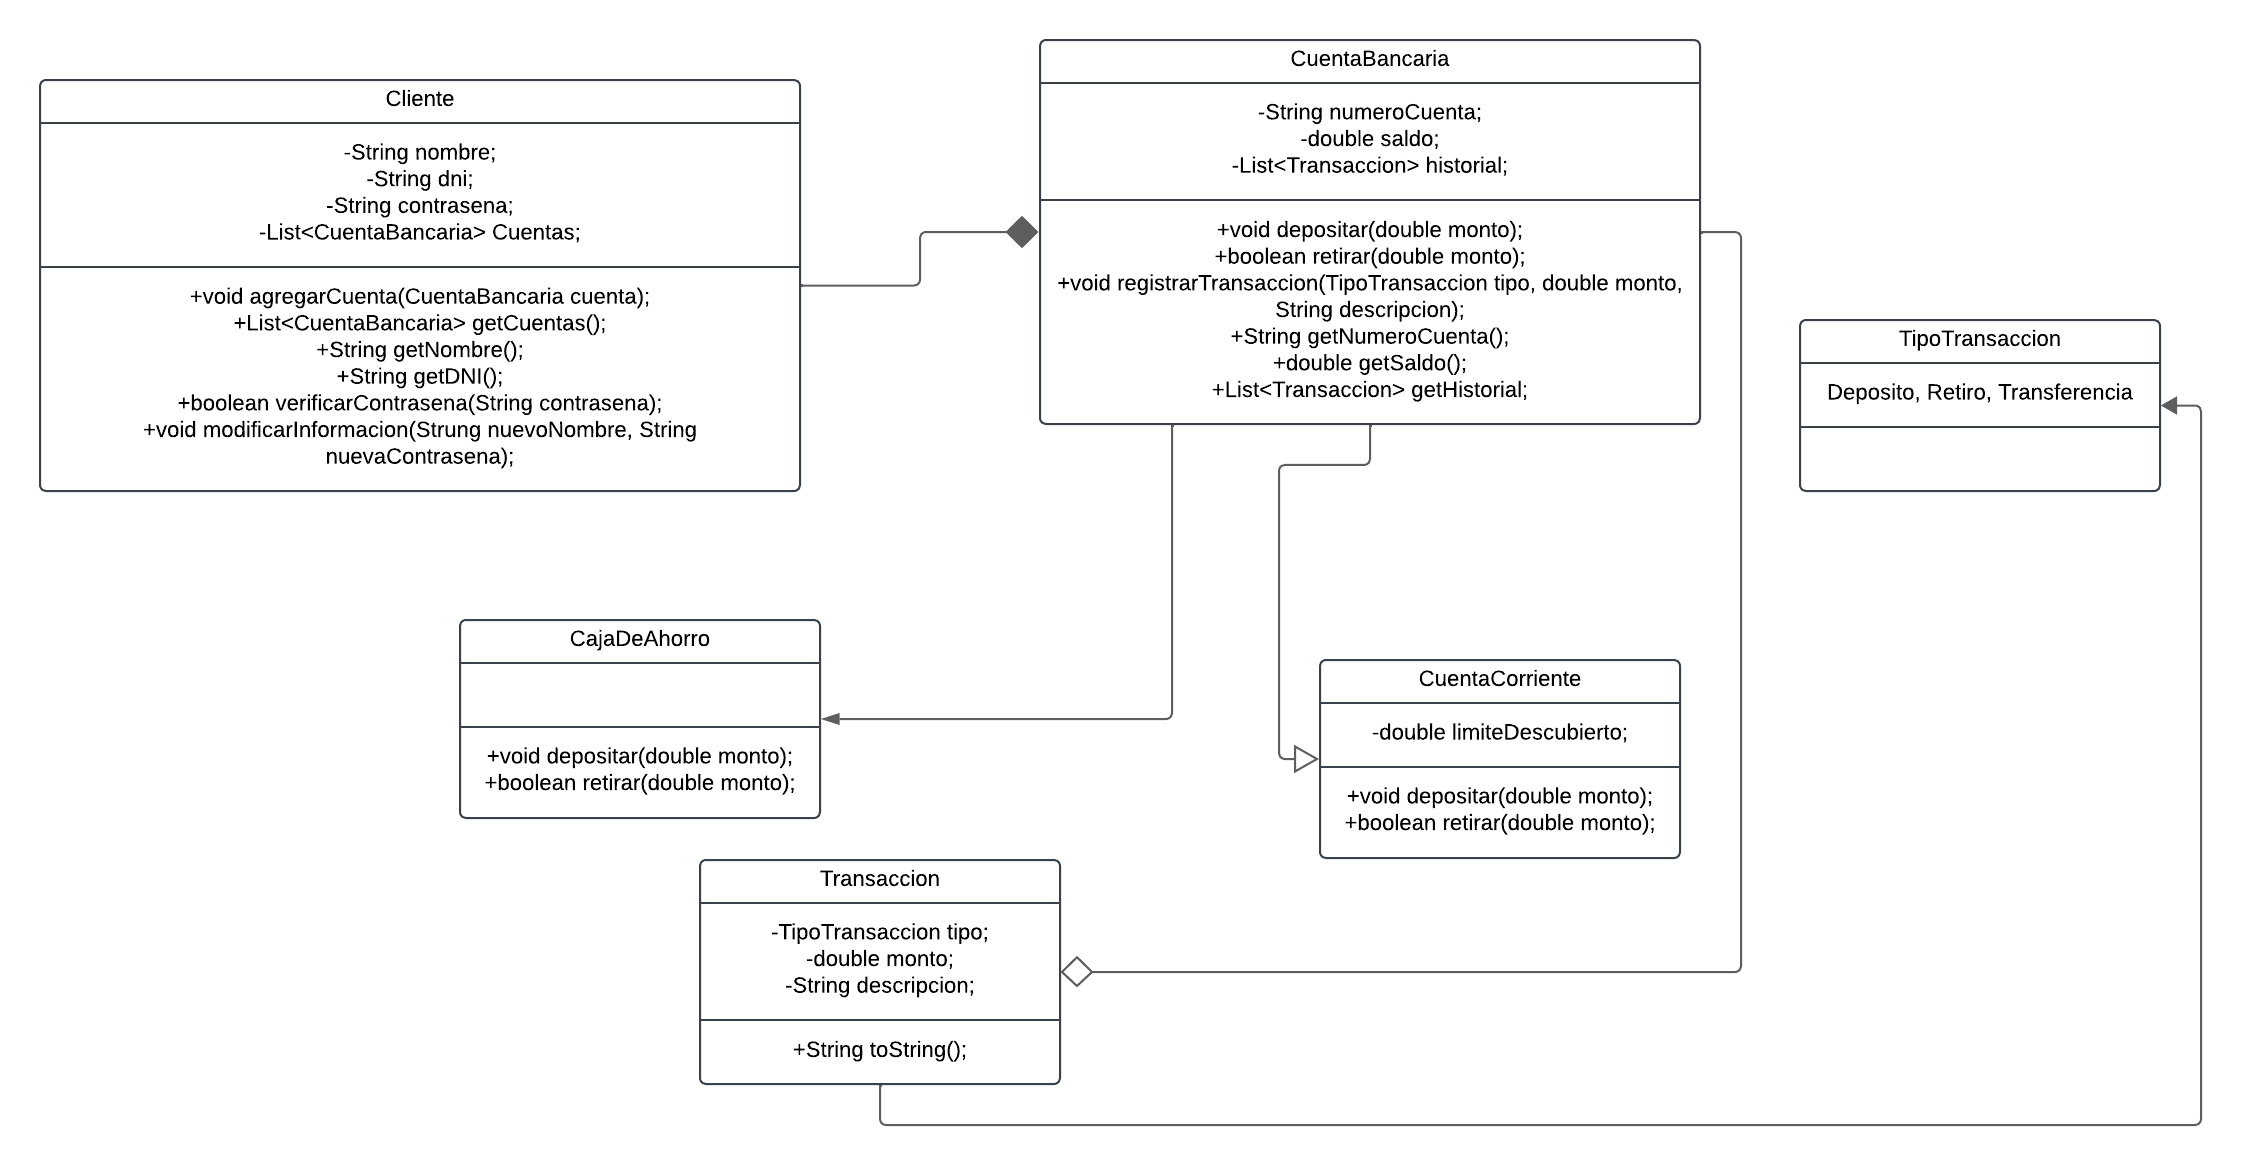 Cliente
-String nombre;
-String dni;
-String contrasena;
-List<CuentaBancaria> Cuentas;
+void agregarCuenta(CuentaBancaria cuenta);
+List<CuentaBancaria> getCuentas();
+String getNombre();
+String getDNI();
+boolean verificarContrasena(String contrasena);
+void modificarInformacion(Strung nuevoNombre, String
nuevaContrasena);
CuentaBancaria
-String numeroCuenta;
-double saldo;
-List<Transaccion> historial;
+void depositar(double monto);
+boolean retirar(double monto);
+void registrarTransaccion(TipoTransaccion tipo, double monto,
String descripcion);
+String getNumeroCuenta();
+double getSaldo();
+List<Transaccion> getHistorial;
TipoTransaccion
Deposito, Retiro, Transferencia
CajaDeAhorro
+void depositar(double monto);
+boolean retirar(double monto);
CuentaCorriente
-double limiteDescubierto;
+void depositar(double monto);
+boolean retirar(double monto);
Transaccion
-TipoTransaccion tipo;
-double monto;
-String descripcion;
+String toString();